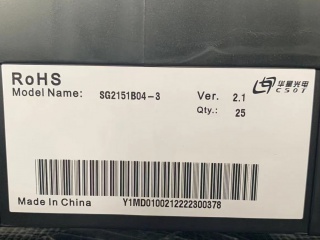 RoHS
华星光电
CSOT
Model Name: SG2151B04-3 Ver. 2.1
Qty.: 25
Made In China Y1MD0100212222300378